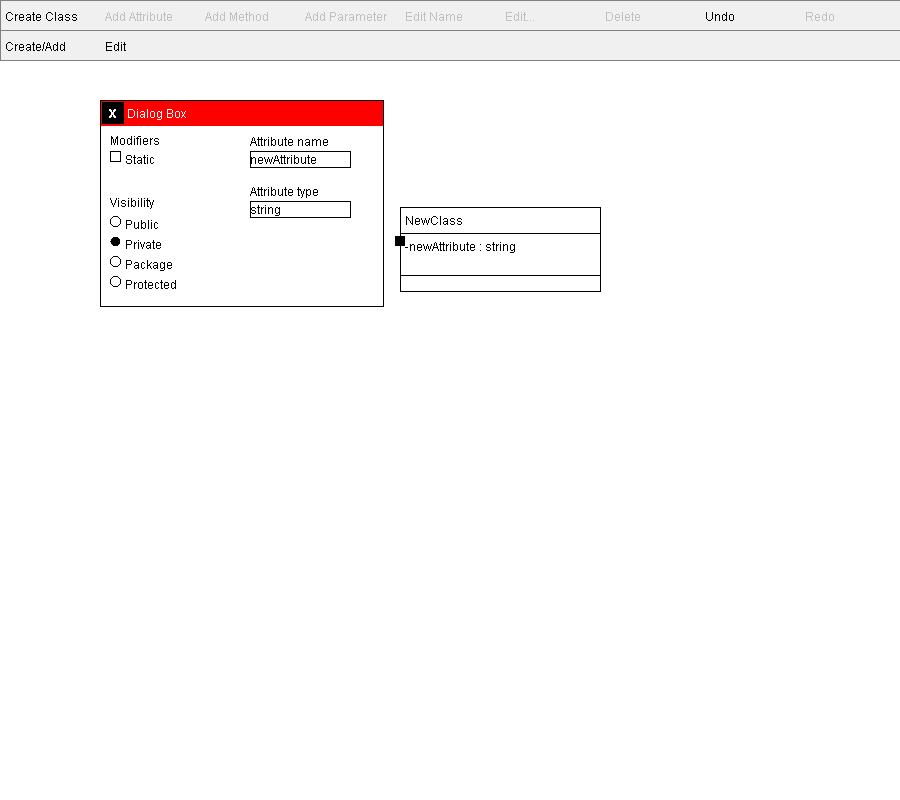 Create Class Add Attribute Add Method Add Parameter Edit Name Edit... Delete Undo Redo
Create/Add Edit
X Dialog Box
Modifiers
Static
Visibility
Public
Private
Package
Protected
Attribute name
newAttribute
Attribute type
string
NewClass
-newAttribute : string